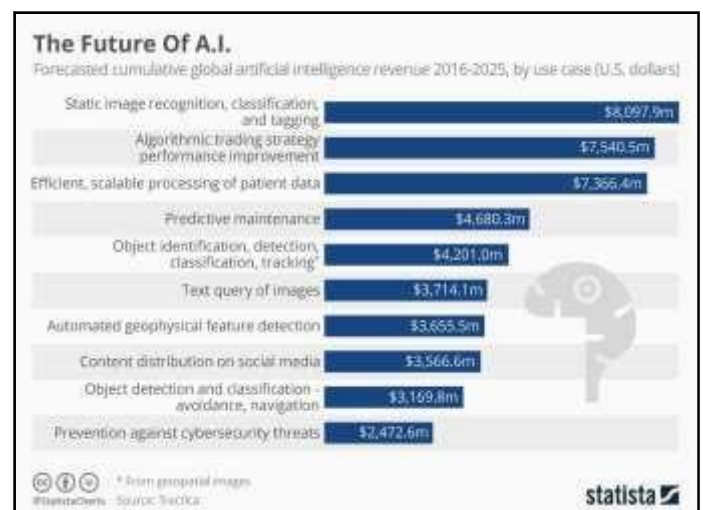 The Future Of A.I.
Forecasted cumulative global artificial intelligence revenue 2016-2025, by use case (U.S. dollars)
Static image recognition, classification,
and tagging
$8,097.9m
Algorithmic trading strategy
performance improvement
$7,540.5m
Efficient, scalable processing of patient data
$7,366.4m
Predictive maintenance
$4,680.3m
Object identification, detection,
classification, tracking*
$4,201.0m
Text query of images
$3,714.1m
Automated geophysical feature detection
$3,655.5m
Content distribution on social media
$3,566.6m
Object detection and classification -
avoidance, navigation
$3,169.8m
Prevention against cybersecurity threats
$2,472.6m
* From geospatial images
@StatistaCharts Source: Tractica
statista